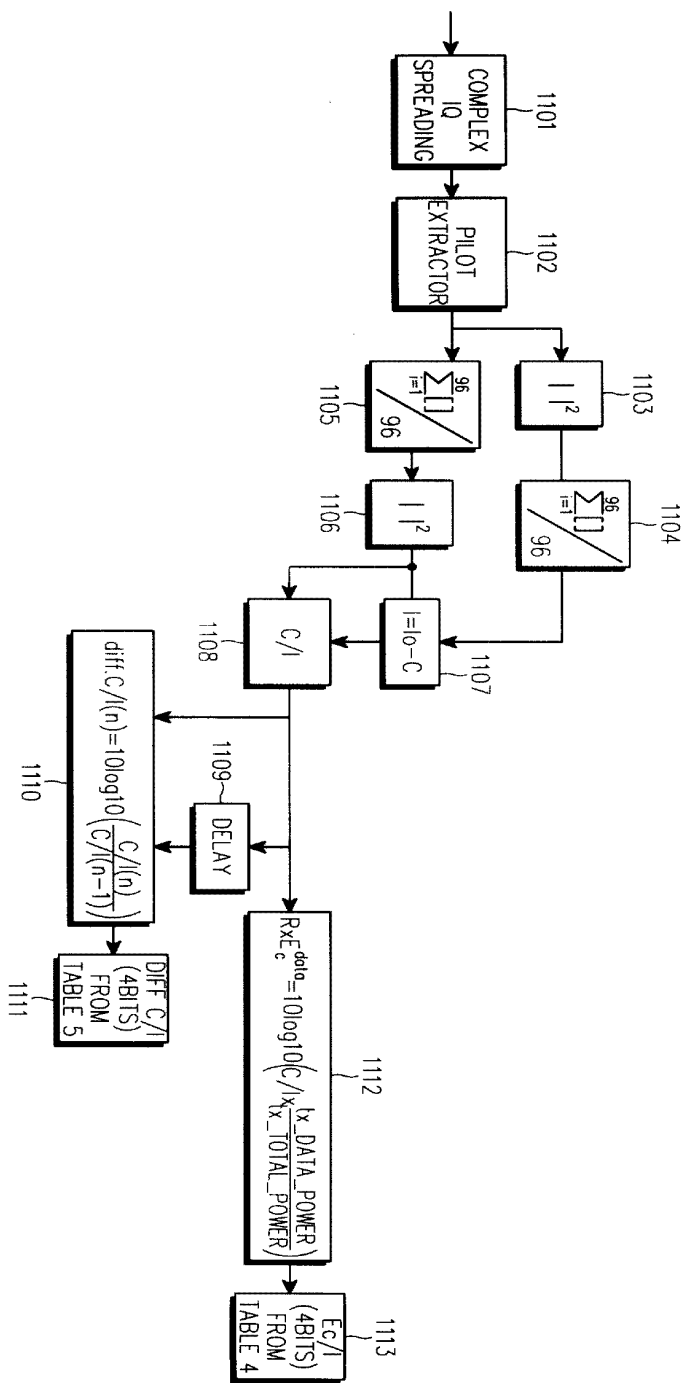 1101
COMPLEX
IQ
SPREADING
1102
PILOT
EXTRACTOR
1103
| |²
1104
96
Σ []
i=1
96
1105
96
Σ []
i=1
96
1106
| |²
1107
I=Io-C
1108
C/I
1109
DELAY
1110
diff.C/I(n)=10log10(C/I(n)/C/I(n-1))
1111
DIFF C/I
(4BITS)
FROM
TABLE 5
1112
RxE_c^data=10log10(C/Ix tx_DATA_POWER/tx_TOTAL_POWER)
1113
Ec/I
(4BITS)
FROM
TABLE 4